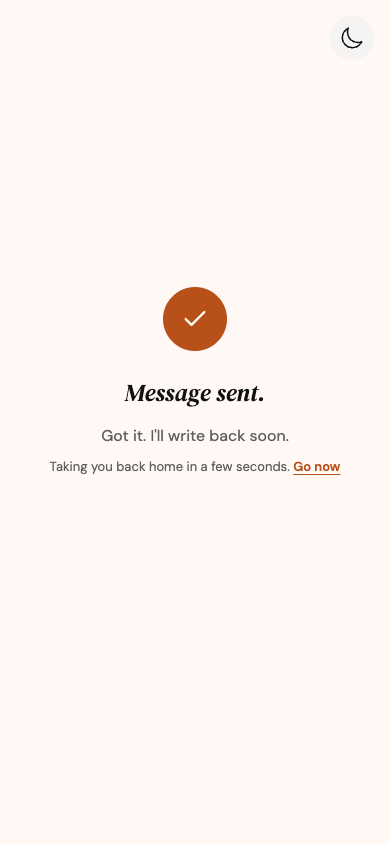 Message sent.
Got it. I'll write back soon.
Taking you back home in a few seconds. Go now